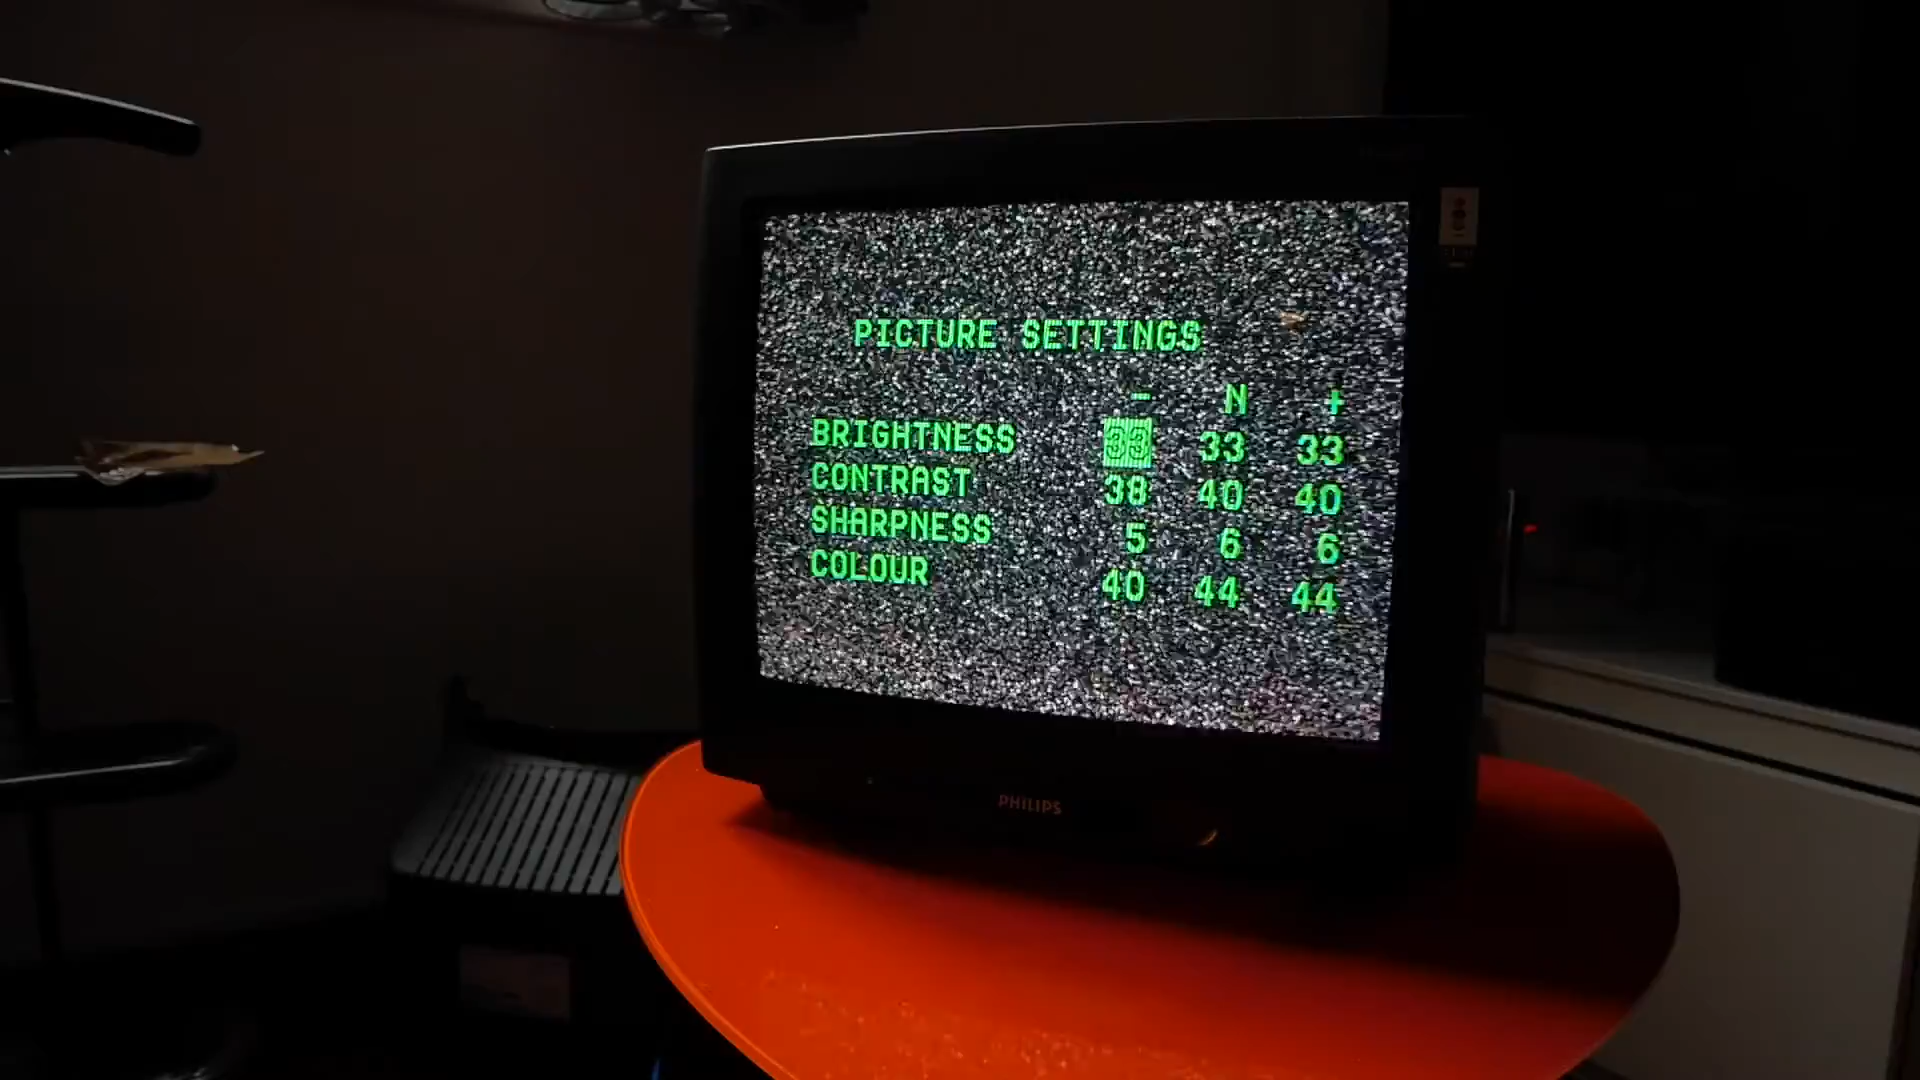 PICTURE SETTINGS
- N +
BRIGHTNESS 33 33 33
CONTRAST 38 40 40
SHARPNESS 5 6 6
COLOUR 40 44 44
PHILIPS